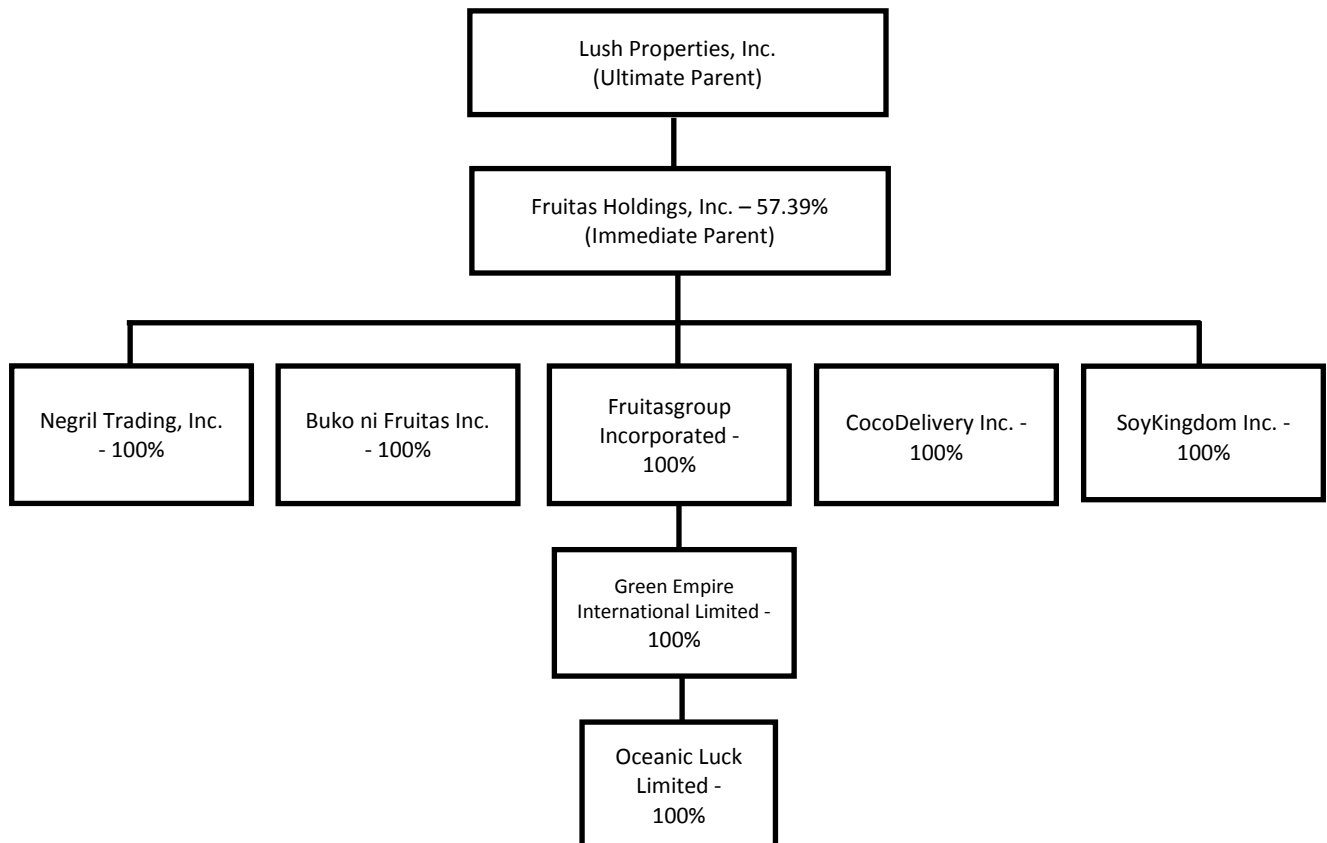 Lush Properties, Inc.
(Ultimate Parent)
Fruitas Holdings, Inc. – 57.39%
(Immediate Parent)
Negril Trading, Inc.
- 100%
Buko ni Fruitas Inc.
- 100%
Fruitasgroup
Incorporated -
100%
CocoDelivery Inc. -
100%
SoyKingdom Inc. -
100%
Green Empire
International Limited -
100%
Oceanic Luck
Limited -
100%